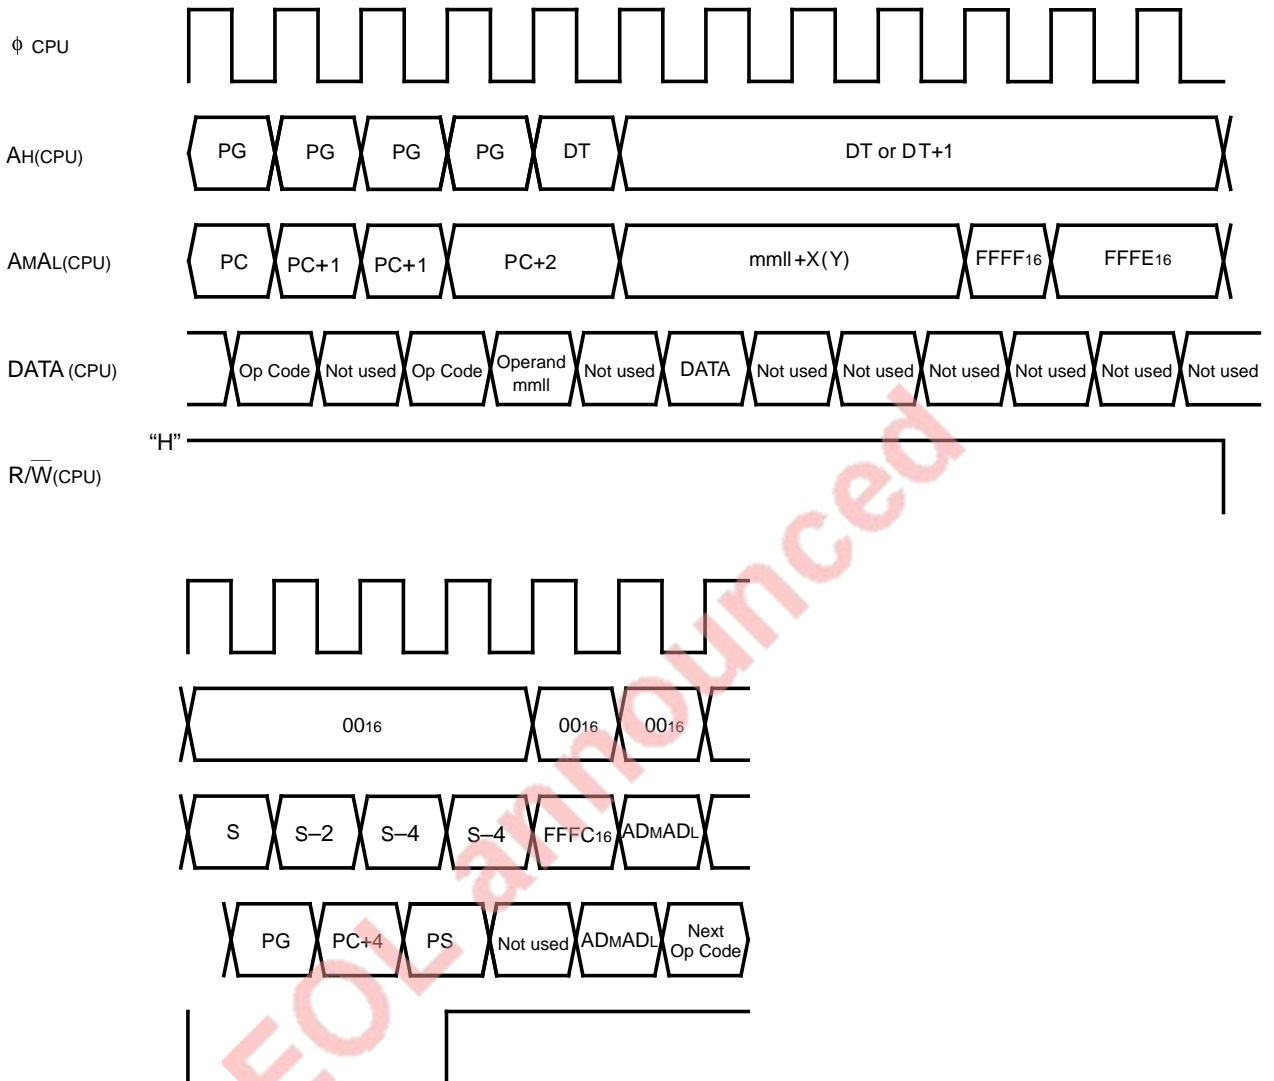 ϕ CPU
AH(CPU) PG PG PG PG DT DT or DT+1
AMAL(CPU) PC PC+1 PC+1 PC+2 mmll+X(Y) FFFF16 FFFE16
DATA (CPU) Op Code Not used Op Code Operand mmll Not used DATA Not used Not used Not used Not used Not used Not used
“H”
R/W̅(CPU)
0016 0016 0016
S S–2 S–4 S–4 FFFC16 ADMADL
PG PC+4 PS Not used ADMADL Next Op Code
EOL announced